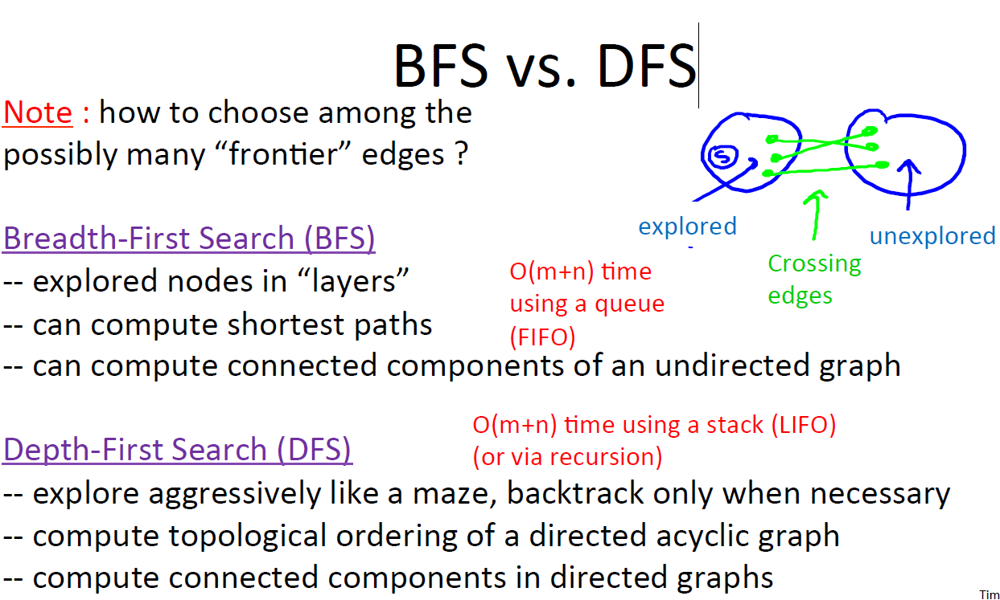 BFS vs. DFS
Note : how to choose among the
possibly many “frontier” edges ?
S
explored
unexplored
Crossing
edges
Breadth-First Search (BFS)
-- explored nodes in “layers”
-- can compute shortest paths
-- can compute connected components of an undirected graph
O(m+n) time
using a queue
(FIFO)
Depth-First Search (DFS)
O(m+n) time using a stack (LIFO)
(or via recursion)
-- explore aggressively like a maze, backtrack only when necessary
-- compute topological ordering of a directed acyclic graph
-- compute connected components in directed graphs
Tim